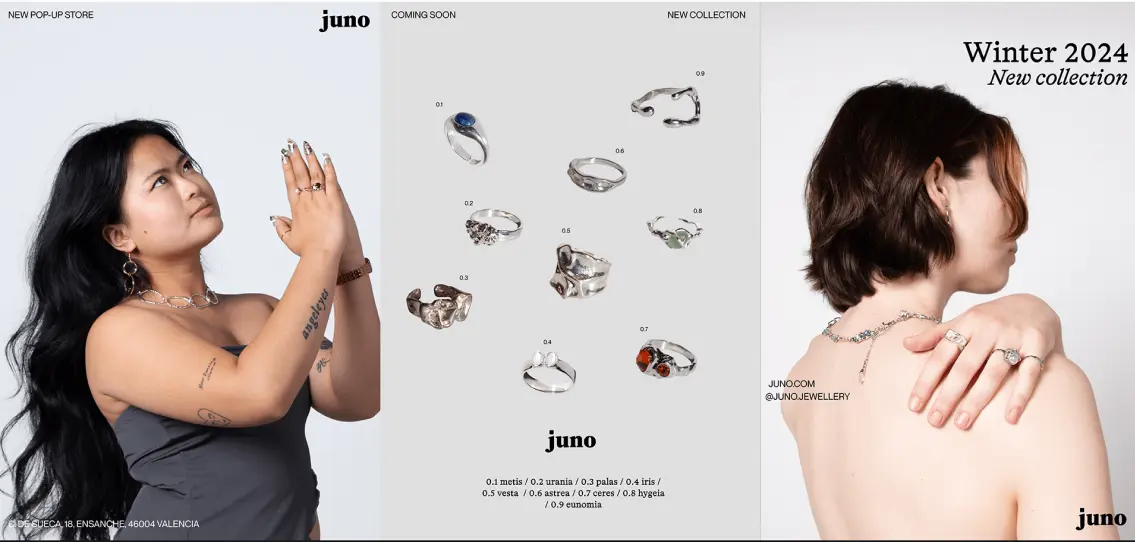 NEW POP-UP STORE
juno
angeleyes
C. DE SUECA, 18, ENSANCHE, 46004 VALENCIA
COMING SOON
NEW COLLECTION
0.9
0.1
0.6
0.2
0.8
0.5
0.3
0.7
0.4
juno
0.1 metis / 0.2 urania / 0.3 palas / 0.4 iris /
0.5 vesta / 0.6 astrea / 0.7 ceres / 0.8 hygeia
/ 0.9 eunomia
Winter 2024
New collection
JUNO.COM
@JUNO.JEWELLERY
juno